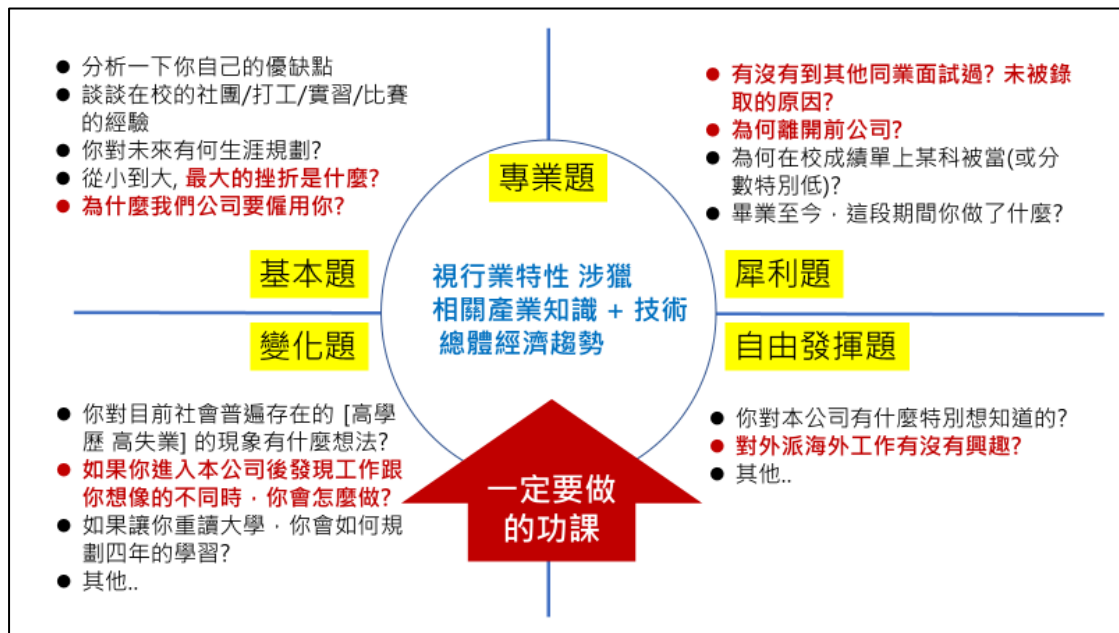 ● 分析一下你自己的優缺點
● 談談在校的社團/打工/實習/比賽
的經驗
● 你對未來有何生涯規劃?
● 從小到大, 最大的挫折是什麼?
● 為什麼我們公司要僱用你?
基本題
專業題
● 有沒有到其他同業面試過? 未被錄
取的原因?
● 為何離開前公司?
● 為何在校成績單上某科被當(或分
數特別低)?
● 畢業至今，這段期間你做了什麼?
犀利題
視行業特性 涉獵
相關產業知識 + 技術
總體經濟趨勢
變化題
● 你對目前社會普遍存在的 [高學
歷 高失業] 的現象有什麼想法?
● 如果你進入本公司後發現工作跟
你想像的不同時，你會怎麼做?
● 如果讓你重讀大學，你會如何規
劃四年的學習?
● 其他..
一定要做
的功課
自由發揮題
● 你對本公司有什麼特別想知道的?
● 對外派海外工作有沒有興趣?
● 其他..